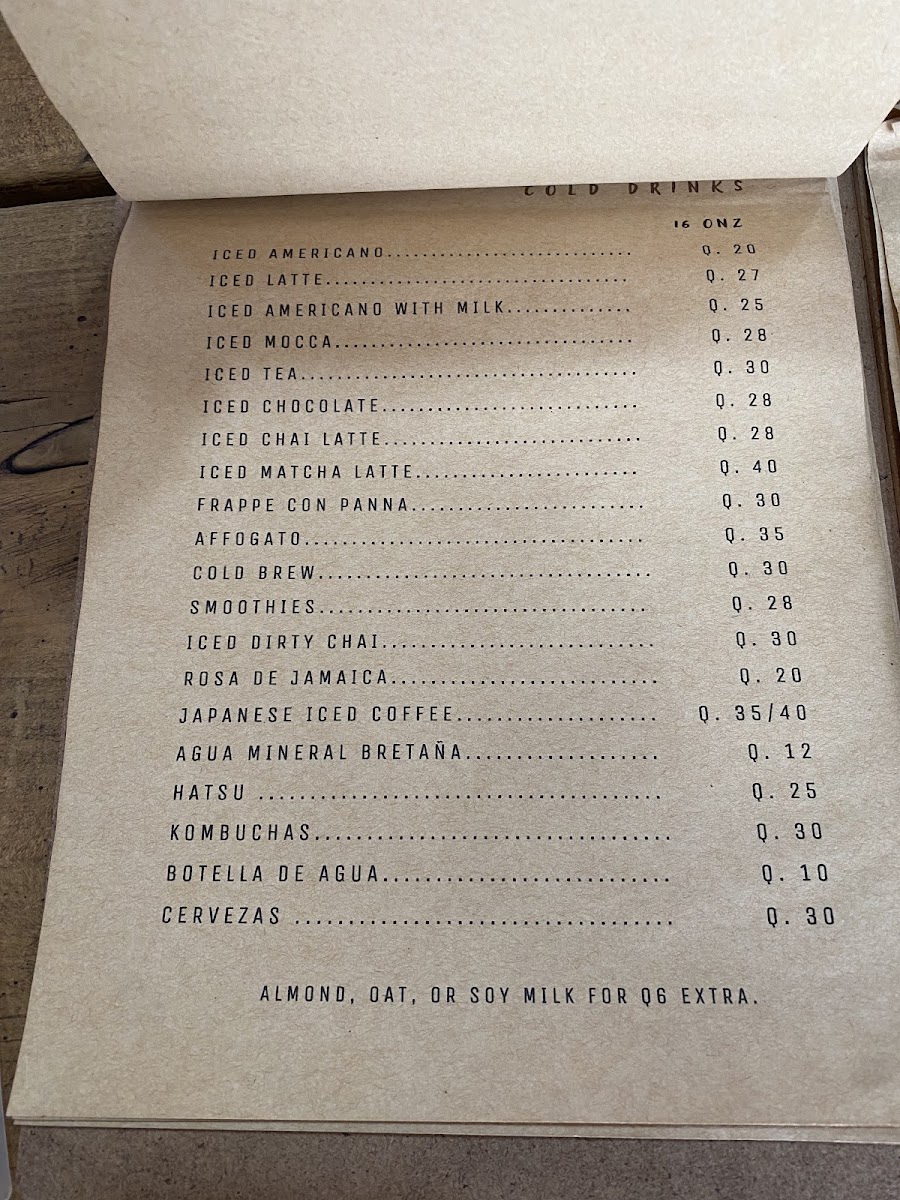 COLD DRINKS
16 ONZ
ICED AMERICANO............................ Q. 20
ICED LATTE.................................. Q. 27
ICED AMERICANO WITH MILK.............. Q. 25
ICED MOCCA................................. Q. 28
ICED TEA..................................... Q. 30
ICED CHOCOLATE............................ Q. 28
ICED CHAI LATTE............................ Q. 28
ICED MATCHA LATTE........................ Q. 40
FRAPPE CON PANNA......................... Q. 30
AFFOGATO..................................... Q. 35
COLD BREW.................................... Q. 30
SMOOTHIES.................................... Q. 28
ICED DIRTY CHAI............................. Q. 30
ROSA DE JAMAICA............................ Q. 20
JAPANESE ICED COFFEE..................... Q. 35/40
AGUA MINERAL BRETAÑA.................... Q. 12
HATSU ........................................ Q. 25
KOMBUCHAS.................................... Q. 30
BOTELLA DE AGUA............................ Q. 10
CERVEZAS ..................................... Q. 30
ALMOND, OAT, OR SOY MILK FOR Q6 EXTRA.